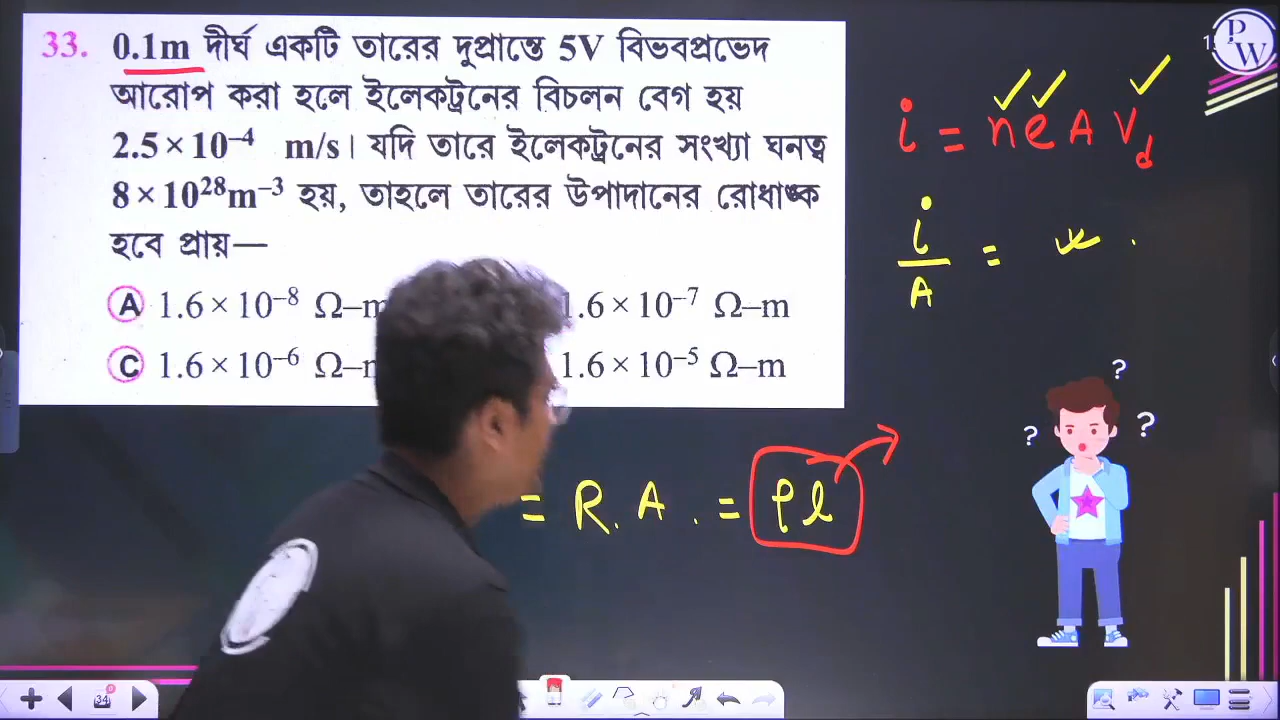 33. 0.1m দীর্ঘ একটি তারের দুপ্রান্তে 5V বিভবপ্রভেদ
আরোপ করা হলে ইলেকট্রনের বিচলন বেগ হয়
2.5 × 10⁻⁴ m/s। যদি তারে ইলেকট্রনের সংখ্যা ঘনত্ব
8 × 10²⁸m⁻³ হয়, তাহলে তারের উপাদানের রোধাঙ্ক
হবে প্রায়—
A 1.6 × 10⁻⁸ Ω–m 1.6 × 10⁻⁷ Ω–m
C 1.6 × 10⁻⁶ Ω– 1.6 × 10⁻⁵ Ω–m
i = neAV_d
i/A =
= R.A. = ρl
? ? ?
PW
34